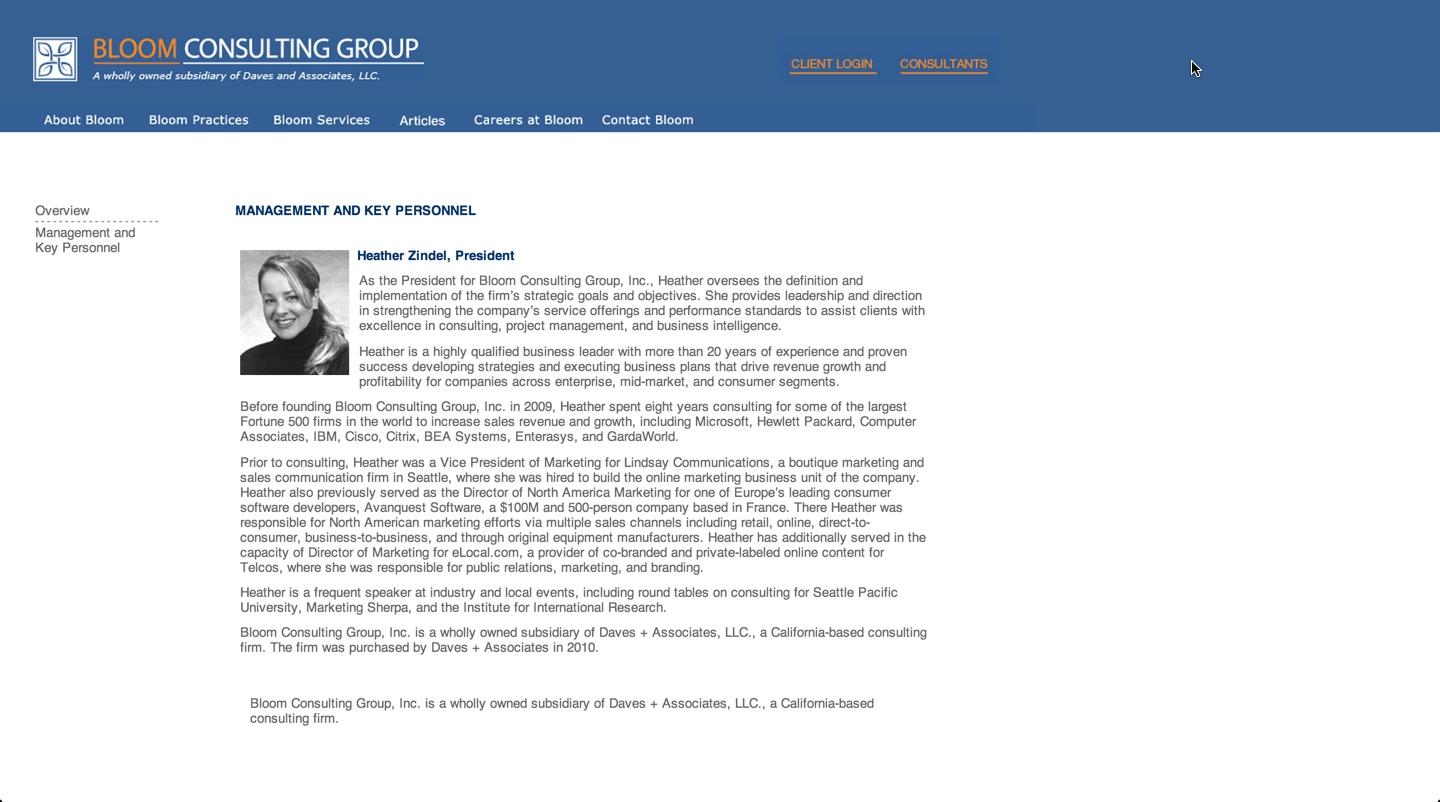 BLOOM CONSULTING GROUP
A wholly owned subsidiary of Daves and Associates, LLC.
CLIENT LOGIN CONSULTANTS
About Bloom Bloom Practices Bloom Services Articles Careers at Bloom Contact Bloom
Overview
Management and
Key Personnel
MANAGEMENT AND KEY PERSONNEL
Heather Zindel, President
As the President for Bloom Consulting Group, Inc., Heather oversees the definition and
implementation of the firm's strategic goals and objectives. She provides leadership and direction
in strengthening the company's service offerings and performance standards to assist clients with
excellence in consulting, project management, and business intelligence.
Heather is a highly qualified business leader with more than 20 years of experience and proven
success developing strategies and executing business plans that drive revenue growth and
profitability for companies across enterprise, mid-market, and consumer segments.
Before founding Bloom Consulting Group, Inc. in 2009, Heather spent eight years consulting for some of the largest
Fortune 500 firms in the world to increase sales revenue and growth, including Microsoft, Hewlett Packard, Computer
Associates, IBM, Cisco, Citrix, BEA Systems, Enterasys, and GardaWorld.
Prior to consulting, Heather was a Vice President of Marketing for Lindsay Communications, a boutique marketing and
sales communication firm in Seattle, where she was hired to build the online marketing business unit of the company.
Heather also previously served as the Director of North America Marketing for one of Europe's leading consumer
software developers, Avanquest Software, a $100M and 500-person company based in France. There Heather was
responsible for North American marketing efforts via multiple sales channels including retail, online, direct-to-
consumer, business-to-business, and through original equipment manufacturers. Heather has additionally served in the
capacity of Director of Marketing for eLocal.com, a provider of co-branded and private-labeled online content for
Telcos, where she was responsible for public relations, marketing, and branding.
Heather is a frequent speaker at industry and local events, including round tables on consulting for Seattle Pacific
University, Marketing Sherpa, and the Institute for International Research.
Bloom Consulting Group, Inc. is a wholly owned subsidiary of Daves + Associates, LLC., a California-based consulting
firm. The firm was purchased by Daves + Associates in 2010.
Bloom Consulting Group, Inc. is a wholly owned subsidiary of Daves + Associates, LLC., a California-based
consulting firm.